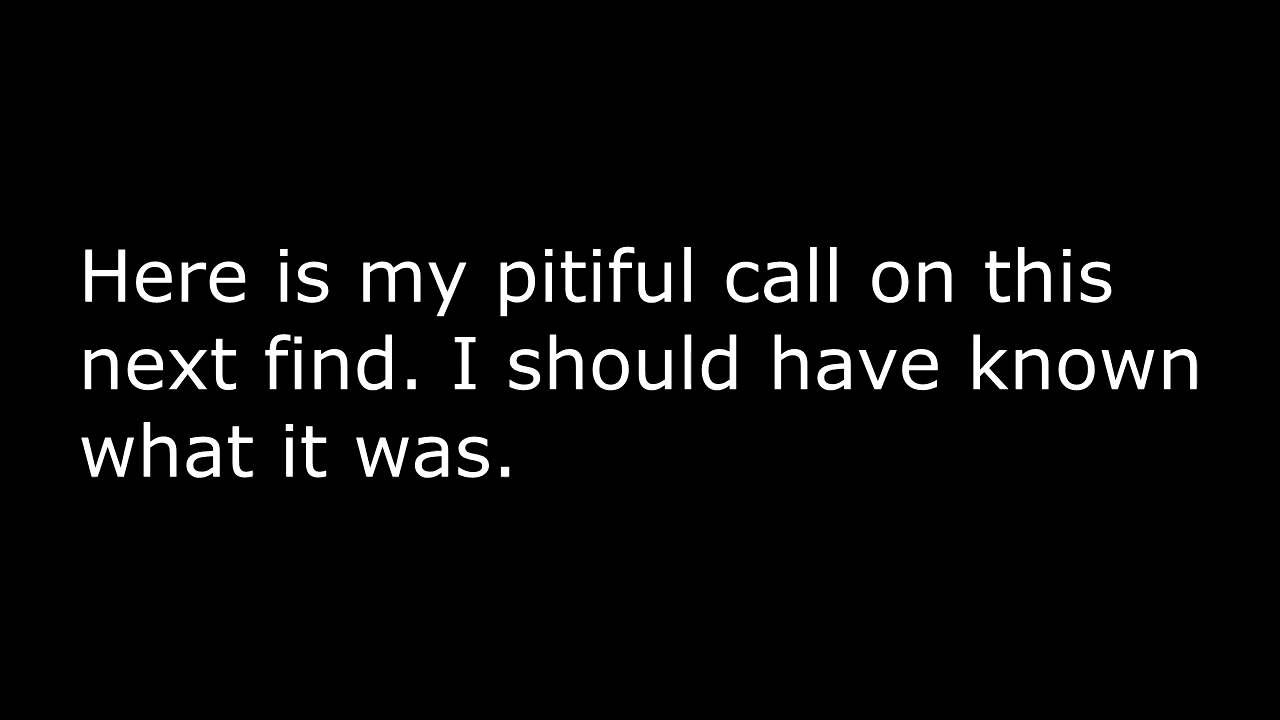 Here is my pitiful call on this
next find. I should have known
what it was.